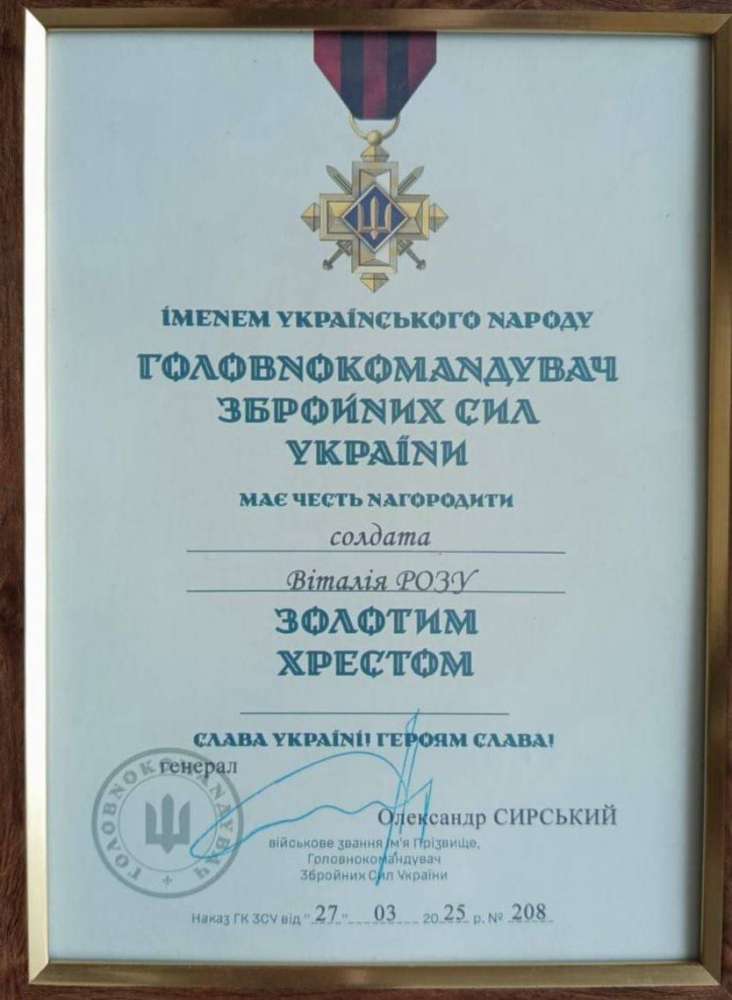 ІМЕНЕМ УКРАЇНСЬКОГО НАРОДУ
ГОЛОВНОКОМАНДУВАЧ
ЗБРОЙНИХ СИЛ
УКРАЇНИ
МАЄ ЧЕСТЬ НАГОРОДИТИ
солдата
Віталія РОЗУ
ЗОЛОТИМ
ХРЕСТОМ
СЛАВА УКРАЇНІ! ГЕРОЯМ СЛАВА!
генерал
ГОЛОВНОКОМАНДУВАЧ
Олександр СИРСЬКИЙ
військове звання Ім'я Прізвище,
Головнокомандувач
Збройних Сил України
Наказ ГК ЗСУ від "27" 03 2025 р. № 208